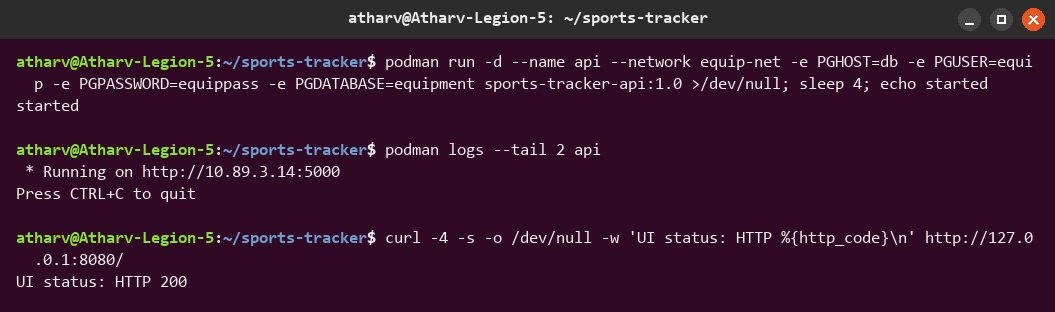 atharv@Atharv-Legion-5: ~/sports-tracker
atharv@Atharv-Legion-5:~/sports-tracker$ podman run -d --name api --network equip-net -e PGHOST=db -e PGUSER=equi
p -e PGPASSWORD=equippass -e PGDATABASE=equipment sports-tracker-api:1.0 >/dev/null; sleep 4; echo started
started
atharv@Atharv-Legion-5:~/sports-tracker$ podman logs --tail 2 api
* Running on http://10.89.3.14:5000
Press CTRL+C to quit
atharv@Atharv-Legion-5:~/sports-tracker$ curl -4 -s -o /dev/null -w 'UI status: HTTP %{http_code}\n' http://127.0
.0.1:8080/
UI status: HTTP 200